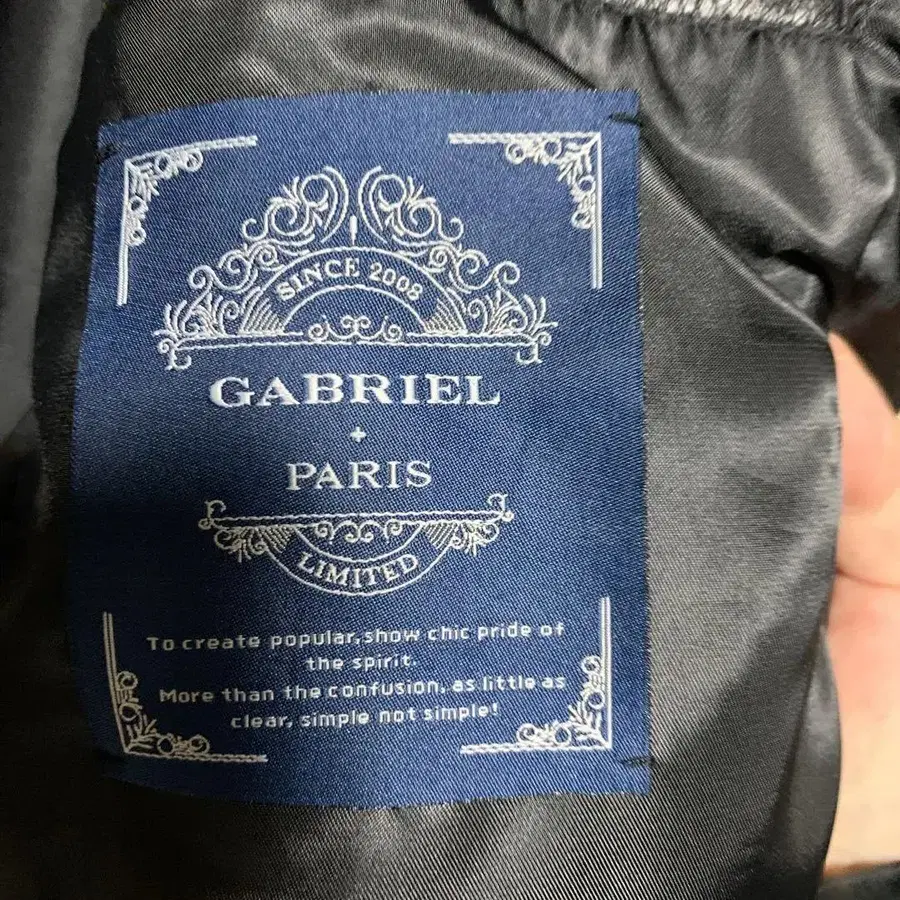 SINCE 2008
GABRIEL
+
PARIS
LIMITED
To create popular, show chic pride of
the spirit.
More than the confusion, as little as
clear, simple not simple!